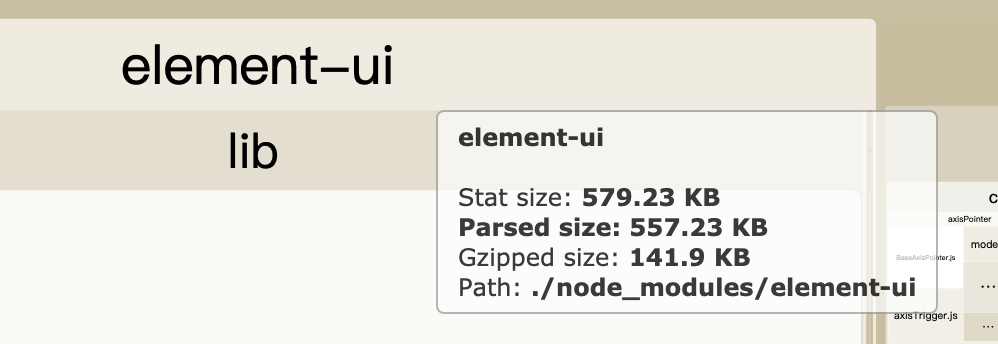 element-ui
lib
element-ui
Stat size: 579.23 KB
Parsed size: 557.23 KB
Gzipped size: 141.9 KB
Path: ./node_modules/element-ui
C
axisPointer
BaseAxisPointer.js
mode
...
axisTrigger.js
...